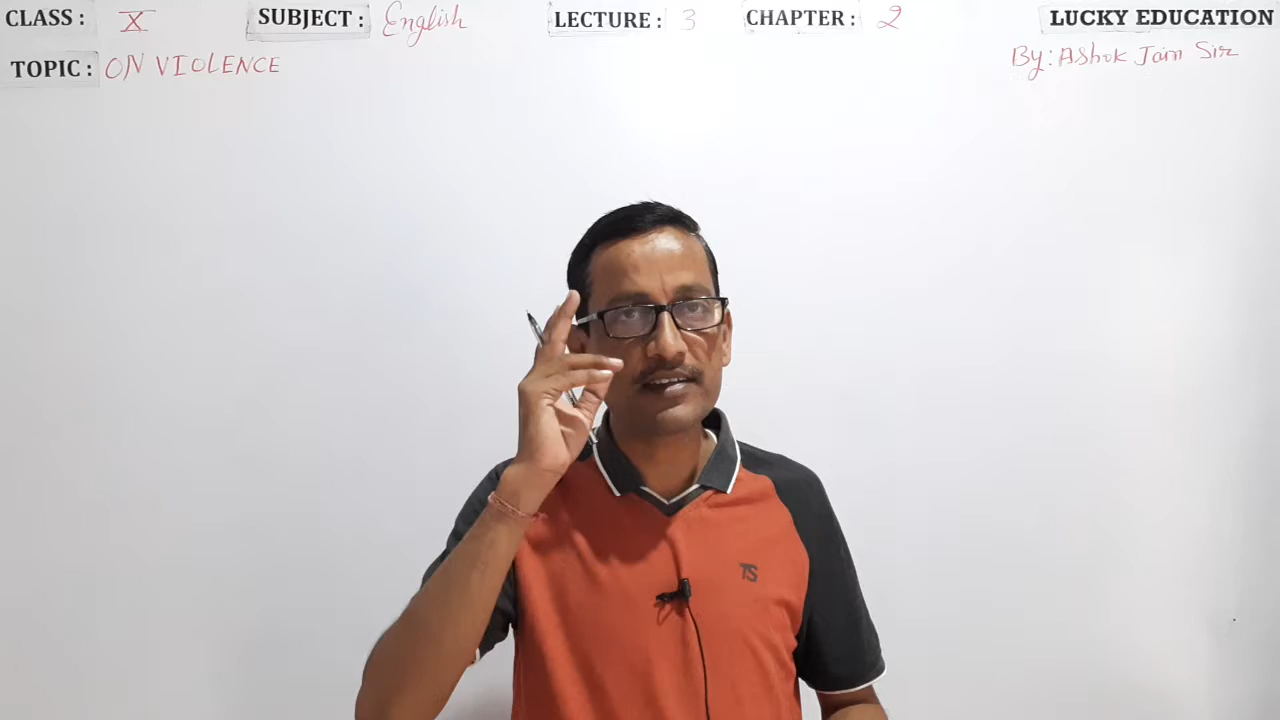 CLASS : X SUBJECT : English LECTURE : 3 CHAPTER : 2 LUCKY EDUCATION
TOPIC : ON VIOLENCE By : Ashok Jain Sir
TS